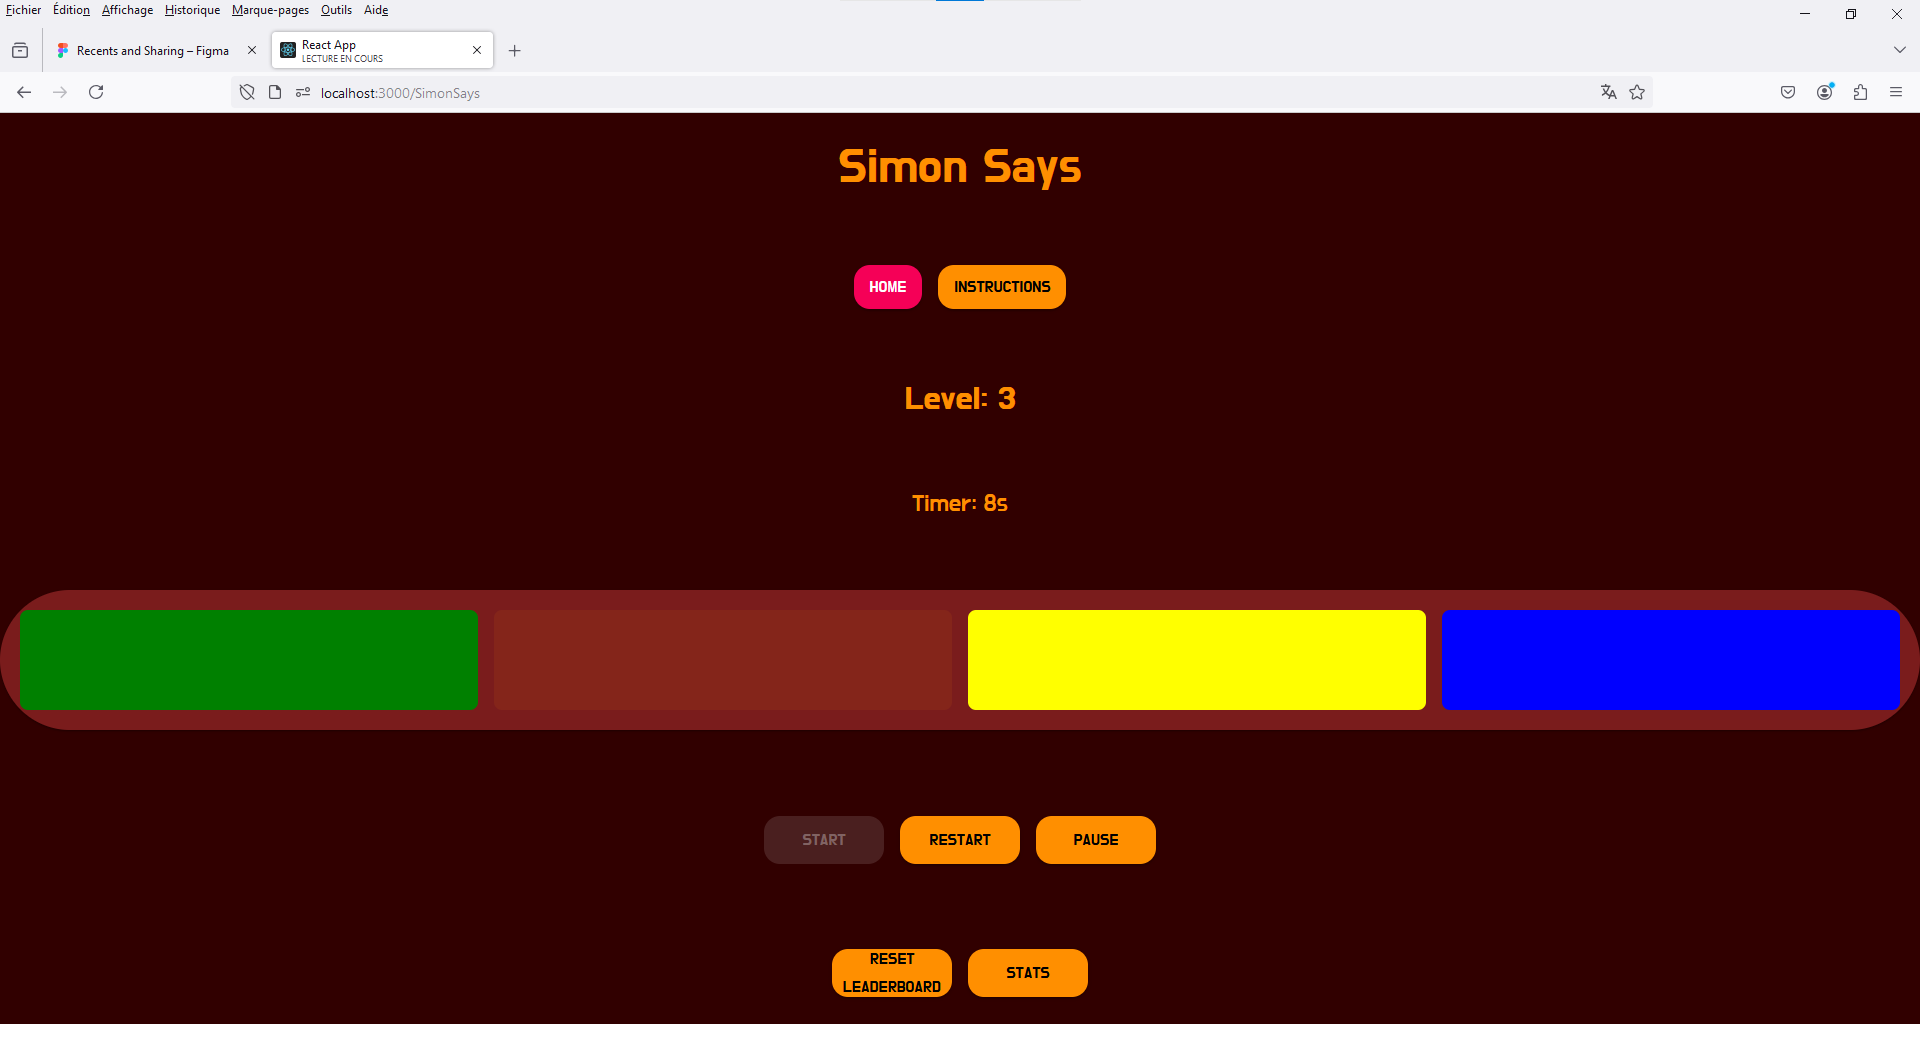 Fichier Édition Affichage Historique Marque-pages Outils Aide
Recents and Sharing – Figma
React App
LECTURE EN COURS
localhost:3000/SimonSays
Simon Says
HOME
INSTRUCTIONS
Level: 3
Timer: 8s
START
RESTART
PAUSE
RESET
LEADERBOARD
STATS